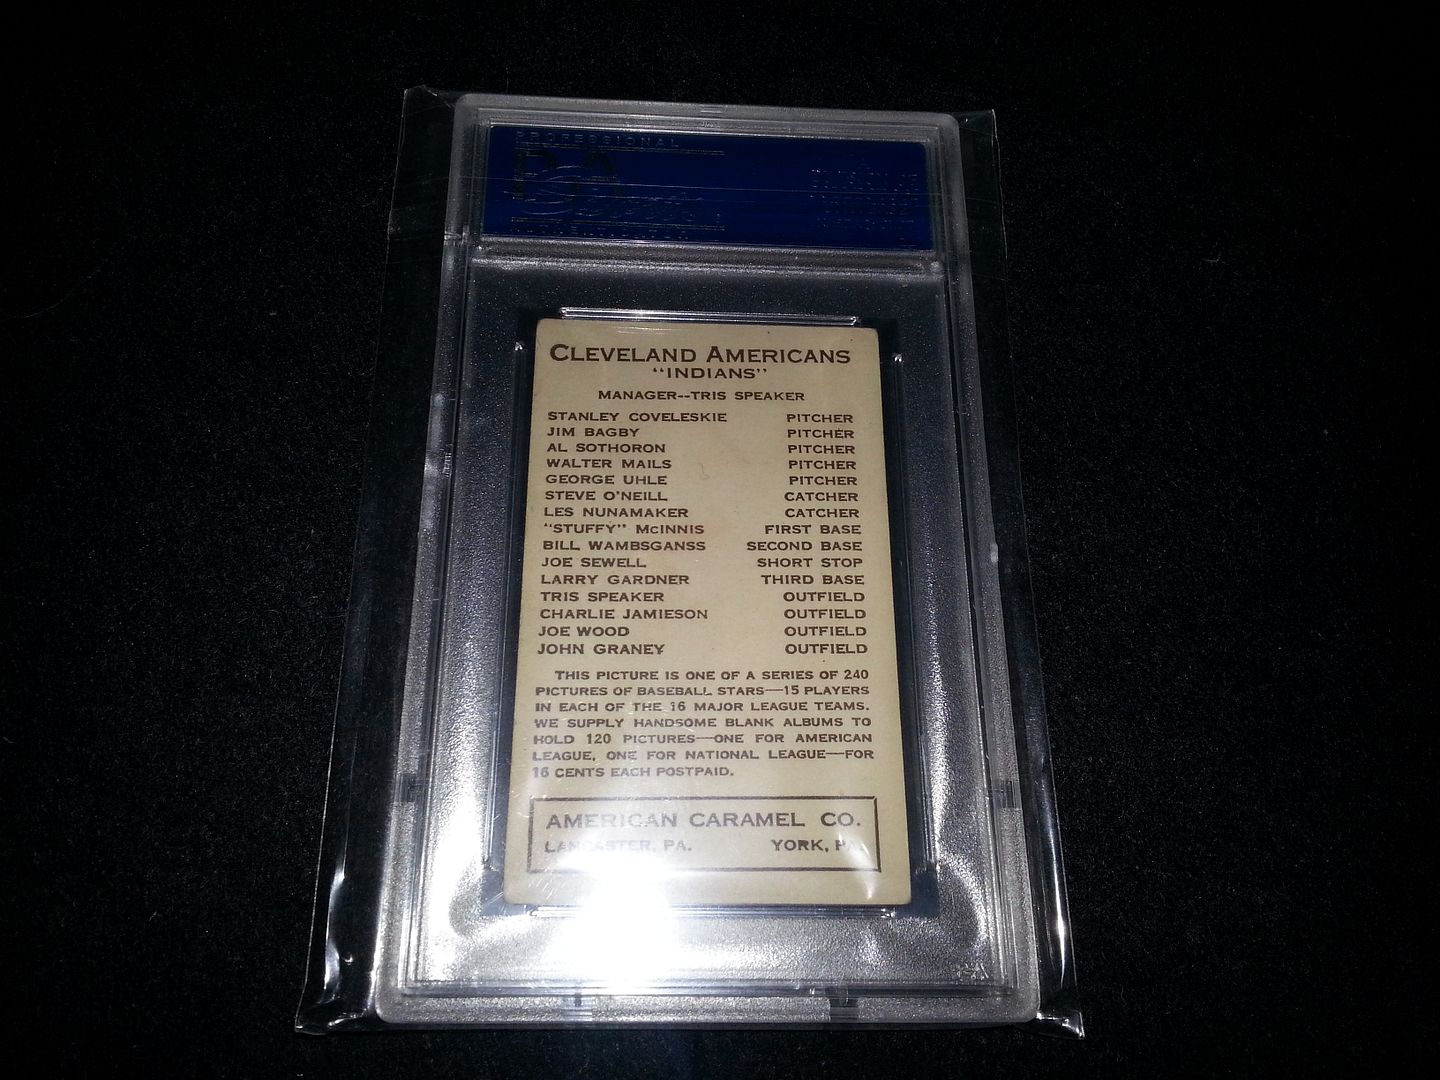 PROFESSIONAL
PSA
CLEVELAND AMERICANS
"INDIANS"
MANAGER--TRIS SPEAKER
STANLEY COVELESKIE PITCHER
JIM BAGBY PITCHER
AL SOTHORON PITCHER
WALTER MAILS PITCHER
GEORGE UHLE PITCHER
STEVE O'NEILL CATCHER
LES NUNAMAKER CATCHER
"STUFFY" McINNIS FIRST BASE
BILL WAMBSGANSS SECOND BASE
JOE SEWELL SHORT STOP
LARRY GARDNER THIRD BASE
TRIS SPEAKER OUTFIELD
CHARLIE JAMIESON OUTFIELD
JOE WOOD OUTFIELD
JOHN GRANEY OUTFIELD
THIS PICTURE IS ONE OF A SERIES OF 240
PICTURES OF BASEBALL STARS—15 PLAYERS
IN EACH OF THE 16 MAJOR LEAGUE TEAMS.
WE SUPPLY HANDSOME BLANK ALBUMS TO
HOLD 120 PICTURES—ONE FOR AMERICAN
LEAGUE, ONE FOR NATIONAL LEAGUE—FOR
16 CENTS EACH POSTPAID.
AMERICAN CARAMEL CO.
LANCASTER, PA. YORK, PA.